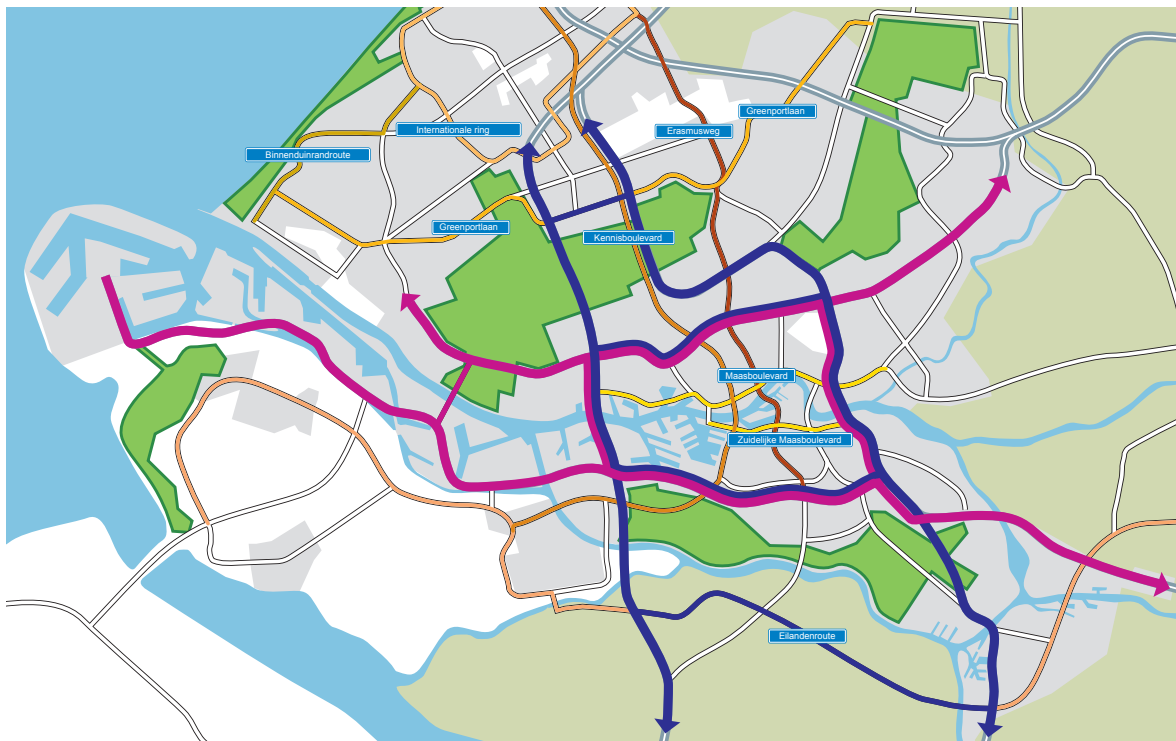 Greenportlaan
Internationale ring
Erasmusweg
Binnenduinrandroute
Greenportlaan
Kennisboulevard
Maasboulevard
Zuidelijke Maasboulevard
Eilandenroute